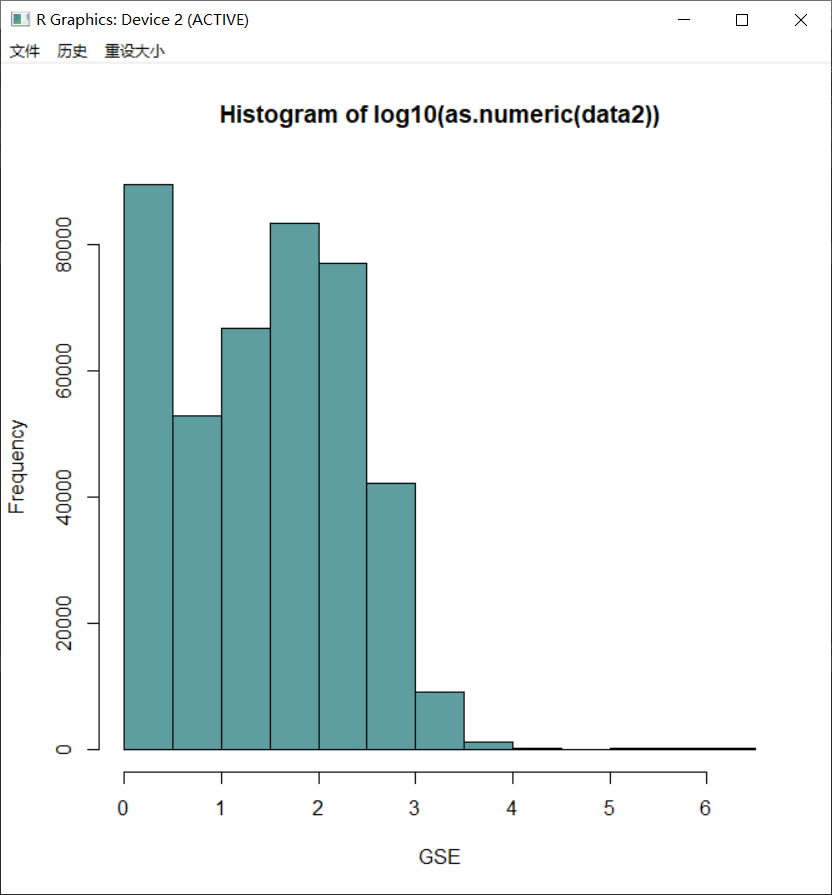 R Graphics: Device 2 (ACTIVE)
文件 历史 重设大小
Histogram of log10(as.numeric(data2))
Frequency
80000
60000
40000
20000
0
0 1 2 3 4 5 6
GSE